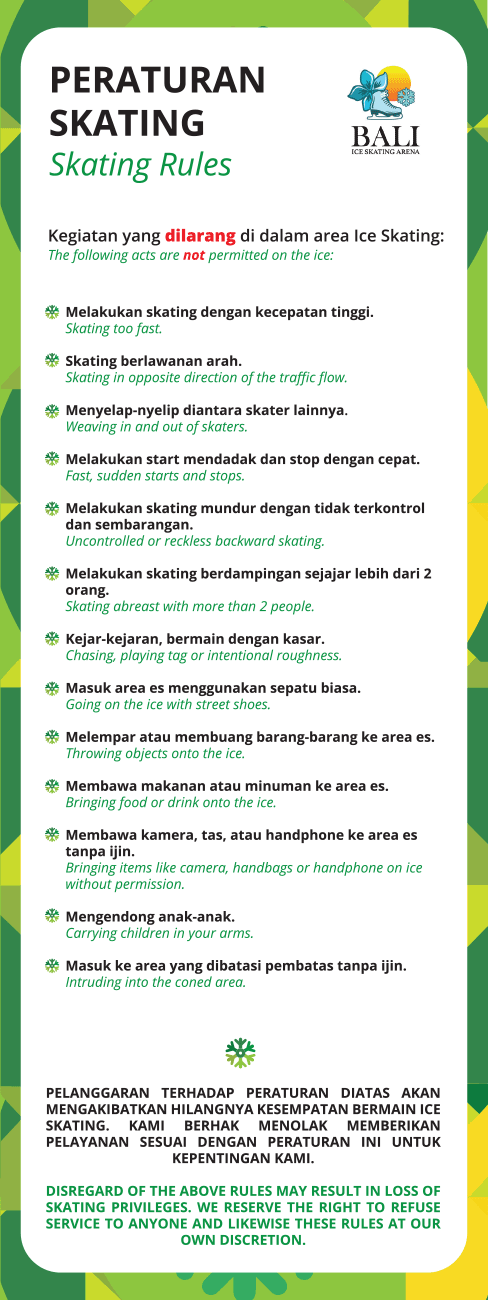 PERATURAN
SKATING
Skating Rules
BALI
ICE SKATING ARENA
Kegiatan yang dilarang di dalam area Ice Skating:
The following acts are not permitted on the ice:
Melakukan skating dengan kecepatan tinggi.
Skating too fast.
Skating berlawanan arah.
Skating in opposite direction of the traffic flow.
Menyelap-nyelip diantara skater lainnya.
Weaving in and out of skaters.
Melakukan start mendadak dan stop dengan cepat.
Fast, sudden starts and stops.
Melakukan skating mundur dengan tidak terkontrol
dan sembarangan.
Uncontrolled or reckless backward skating.
Melakukan skating berdampingan sejajar lebih dari 2
orang.
Skating abreast with more than 2 people.
Kejar-kejaran, bermain dengan kasar.
Chasing, playing tag or intentional roughness.
Masuk area es menggunakan sepatu biasa.
Going on the ice with street shoes.
Melempar atau membuang barang-barang ke area es.
Throwing objects onto the ice.
Membawa makanan atau minuman ke area es.
Bringing food or drink onto the ice.
Membawa kamera, tas, atau handphone ke area es
tanpa ijin.
Bringing items like camera, handbags or handphone on ice
without permission.
Mengendong anak-anak.
Carrying children in your arms.
Masuk ke area yang dibatasi pembatas tanpa ijin.
Intruding into the coned area.
PELANGGARAN TERHADAP PERATURAN DIATAS AKAN
MENGAKIBATKAN HILANGNYA KESEMPATAN BERMAIN ICE
SKATING. KAMI BERHAK MENOLAK MEMBERIKAN
PELAYANAN SESUAI DENGAN PERATURAN INI UNTUK
KEPENTINGAN KAMI.
DISREGARD OF THE ABOVE RULES MAY RESULT IN LOSS OF
SKATING PRIVILEGES. WE RESERVE THE RIGHT TO REFUSE
SERVICE TO ANYONE AND LIKEWISE THESE RULES AT OUR
OWN DISCRETION.